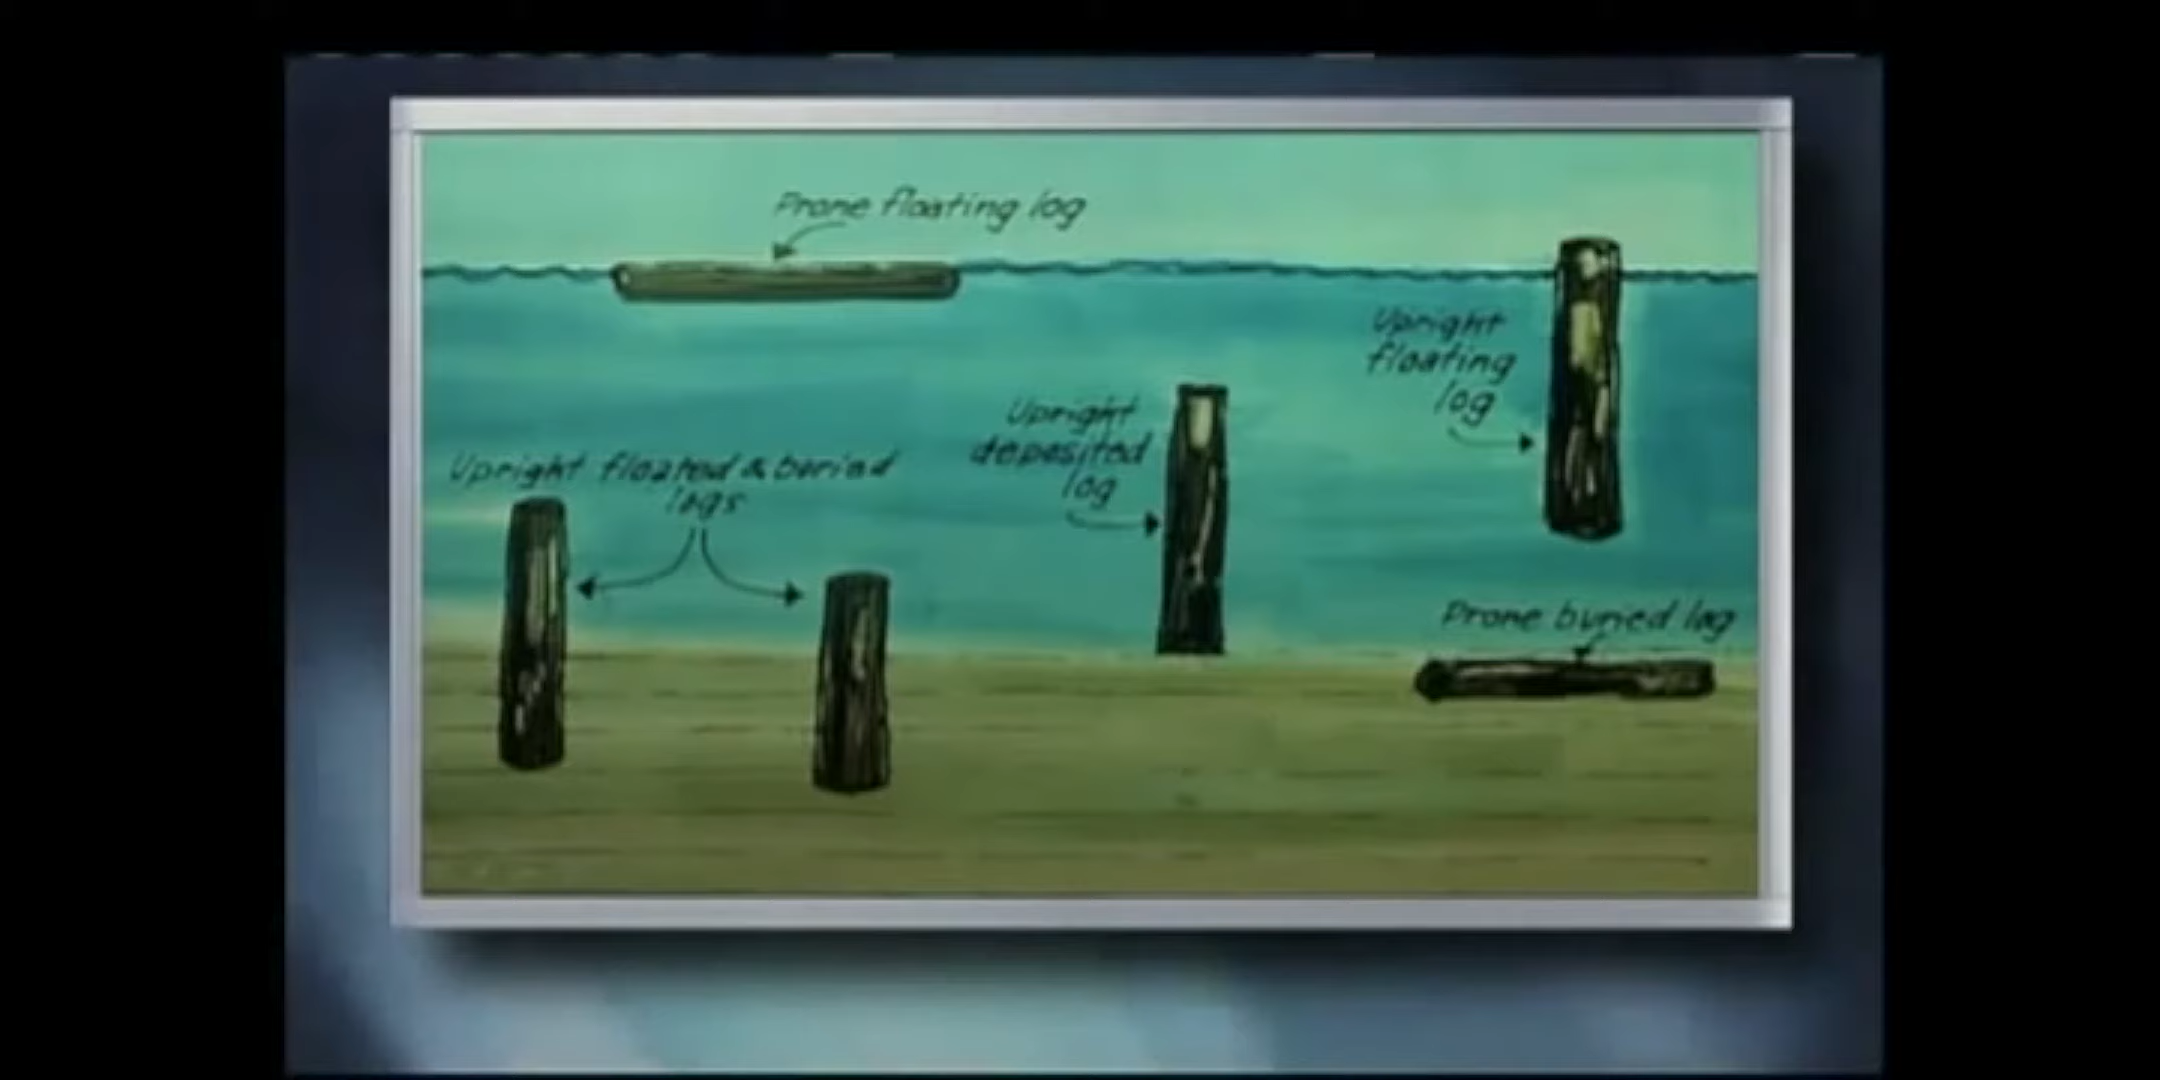 Prone floating log
Upright
floating
log
Upright
deposited
log
Upright floated & buried
logs
Prone buried log